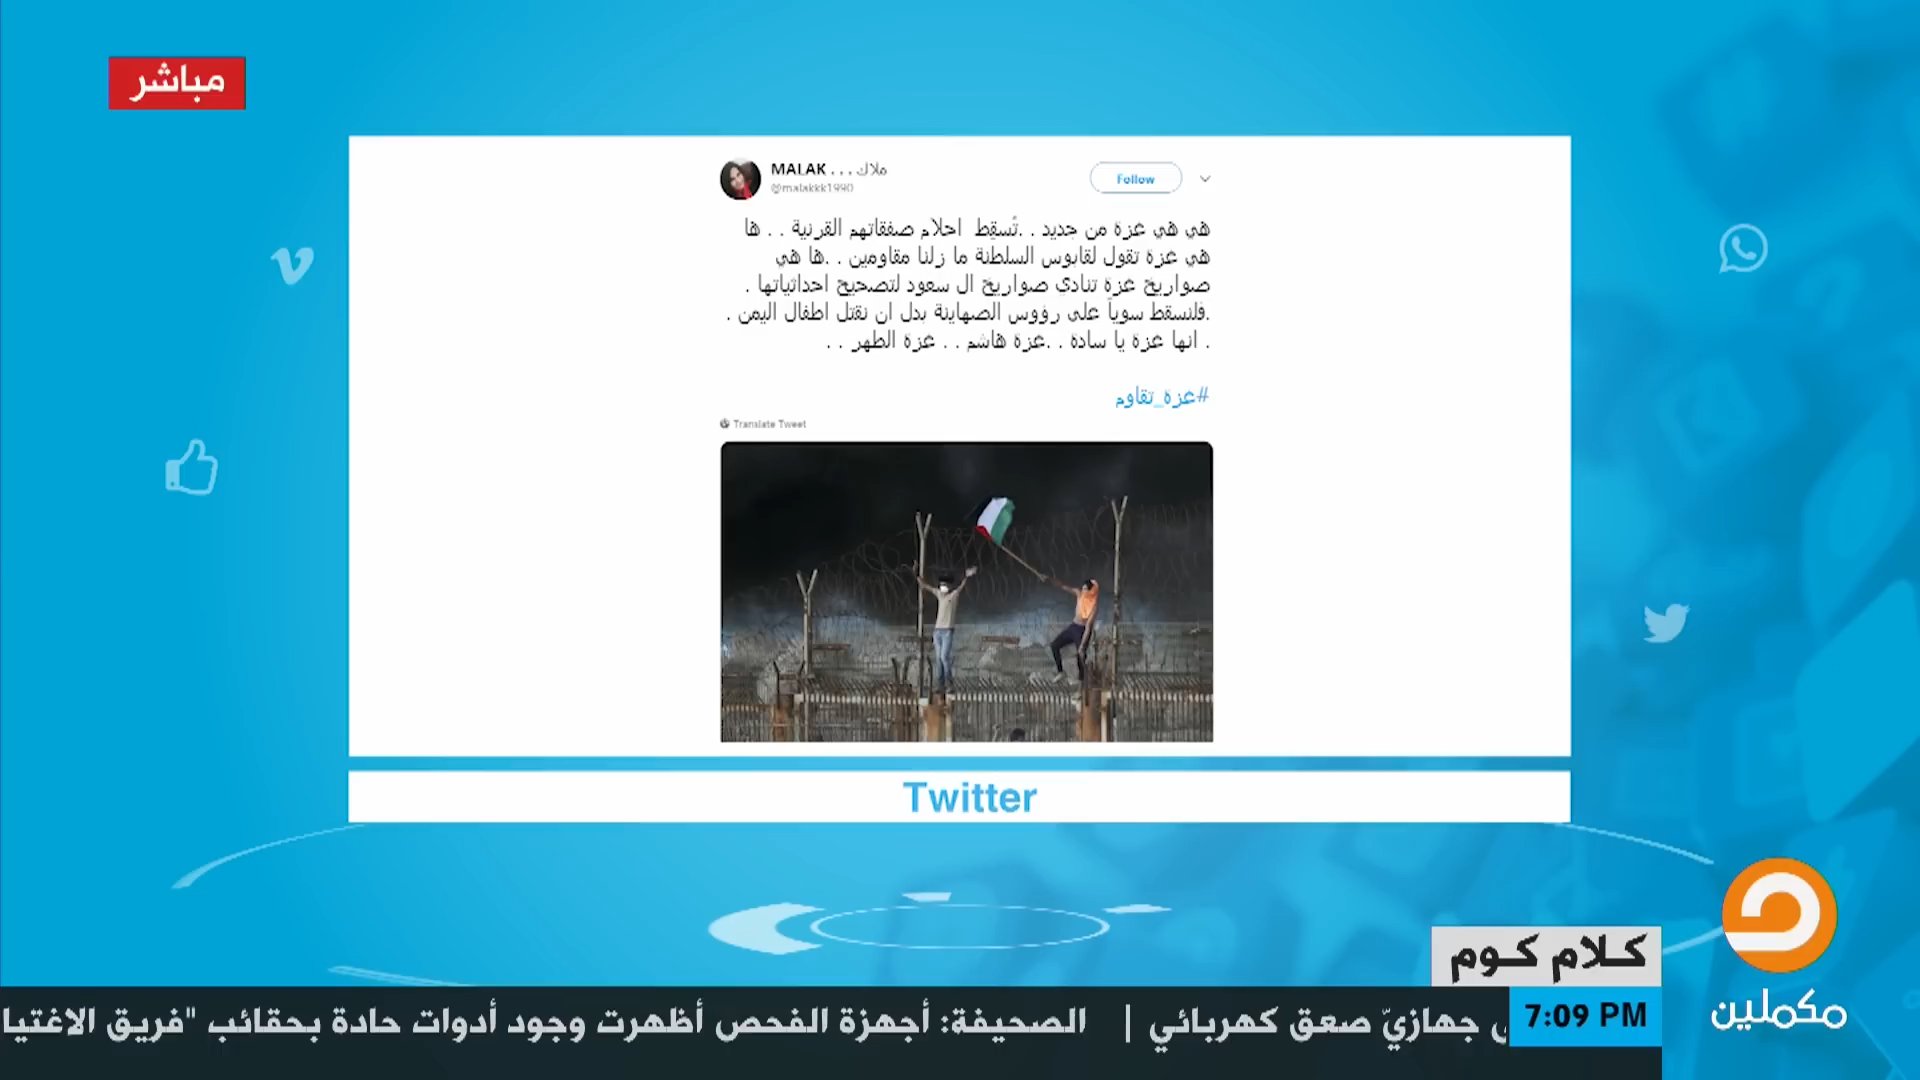 مباشر
MALAK . . . ملاك
@malakkk1990
Follow
هي هي غزة من جديد . .تُسقِط احلام صفقاتهم القرنية . . ها
هي غزة تقول لقابوس السلطنة ما زلنا مقاومين . .ها هي
صواريخ غزة تنادي صواريخ ال سعود لتصحيح احداثياتها .
.فلنسقط سوياً على رؤوس الصهاينة بدل ان نقتل اطفال اليمن .
. انها غزة يا سادة . .غزة هاشم . . غزة الطهر . .
#غزة_تقاوم
Translate Tweet
Twitter
كلام كوم
مكملين
7:09 PM
جهازيّ صعق كهربائي | الصحيفة: أجهزة الفحص أظهرت وجود أدوات حادة بحقائب "فريق الاغتيا